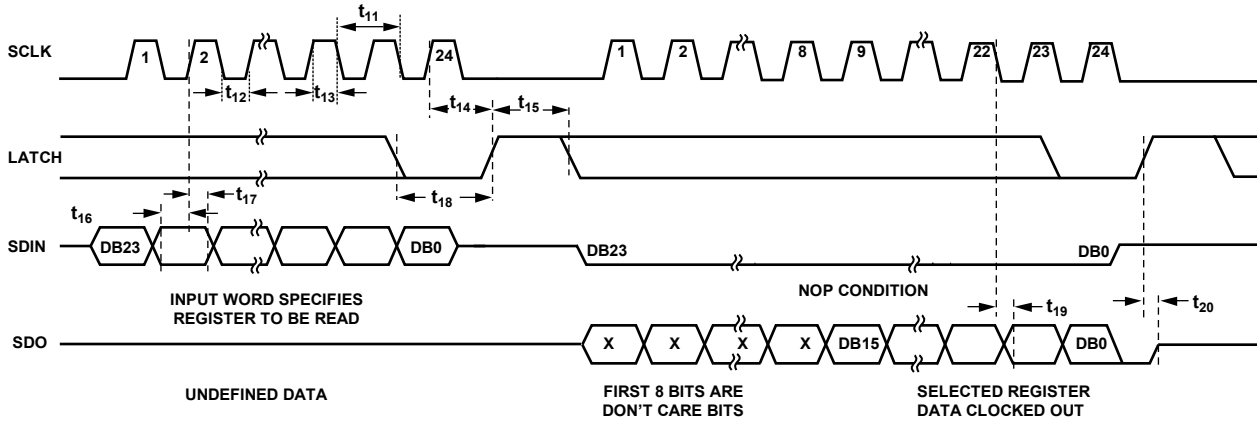 t11
SCLK 1 2 24 1 2 8 9 22 23 24
t12 t13 t14 t15
LATCH
t16 t17 t18
SDIN DB23 DB0 DB23 DB0
INPUT WORD SPECIFIES
REGISTER TO BE READ
NOP CONDITION
t19 t20
SDO X X X X DB15 DB0
UNDEFINED DATA
FIRST 8 BITS ARE
DON'T CARE BITS
SELECTED REGISTER
DATA CLOCKED OUT